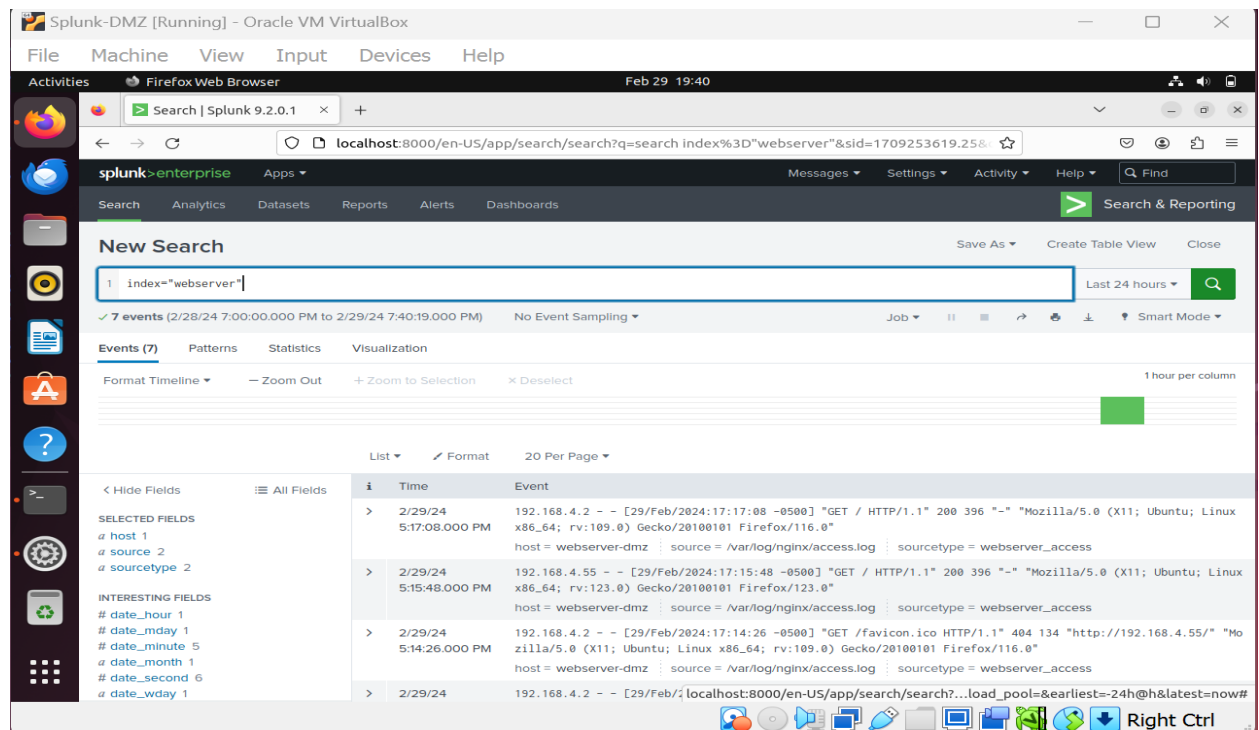 Splunk-DMZ [Running] - Oracle VM VirtualBox
File Machine View Input Devices Help
Activities Firefox Web Browser Feb 29 19:40
Search | Splunk 9.2.0.1
localhost:8000/en-US/app/search/search?q=search index%3D"webserver"&sid=1709253619.25&
splunk>enterprise Apps Messages Settings Activity Help Find
Search Analytics Datasets Reports Alerts Dashboards Search & Reporting
New Search Save As Create Table View Close
1 index="webserver" Last 24 hours
7 events (2/28/24 7:00:00.000 PM to 2/29/24 7:40:19.000 PM) No Event Sampling Job Smart Mode
Events (7) Patterns Statistics Visualization
Format Timeline — Zoom Out + Zoom to Selection × Deselect 1 hour per column
List Format 20 Per Page
< Hide Fields All Fields
SELECTED FIELDS
a host 1
a source 2
a sourcetype 2
INTERESTING FIELDS
# date_hour 1
# date_mday 1
# date_minute 5
a date_month 1
# date_second 6
a date_wday 1
i Time Event
> 2/29/24 5:17:08.000 PM
192.168.4.2 - - [29/Feb/2024:17:17:08 -0500] "GET / HTTP/1.1" 200 396 "-" "Mozilla/5.0 (X11; Ubuntu; Linux
x86_64; rv:109.0) Gecko/20100101 Firefox/116.0"
host = webserver-dmz source = /var/log/nginx/access.log sourcetype = webserver_access
> 2/29/24 5:15:48.000 PM
192.168.4.55 - - [29/Feb/2024:17:15:48 -0500] "GET / HTTP/1.1" 200 396 "-" "Mozilla/5.0 (X11; Ubuntu; Linux
x86_64; rv:123.0) Gecko/20100101 Firefox/123.0"
host = webserver-dmz source = /var/log/nginx/access.log sourcetype = webserver_access
> 2/29/24 5:14:26.000 PM
192.168.4.2 - - [29/Feb/2024:17:14:26 -0500] "GET /favicon.ico HTTP/1.1" 404 134 "http://192.168.4.55/" "Mo
zilla/5.0 (X11; Ubuntu; Linux x86_64; rv:109.0) Gecko/20100101 Firefox/116.0"
host = webserver-dmz source = /var/log/nginx/access.log sourcetype = webserver_access
> 2/29/24 192.168.4.2 - - [29/Feb/2
localhost:8000/en-US/app/search/search?...load_pool=&earliest=-24h@h&latest=now#
Right Ctrl